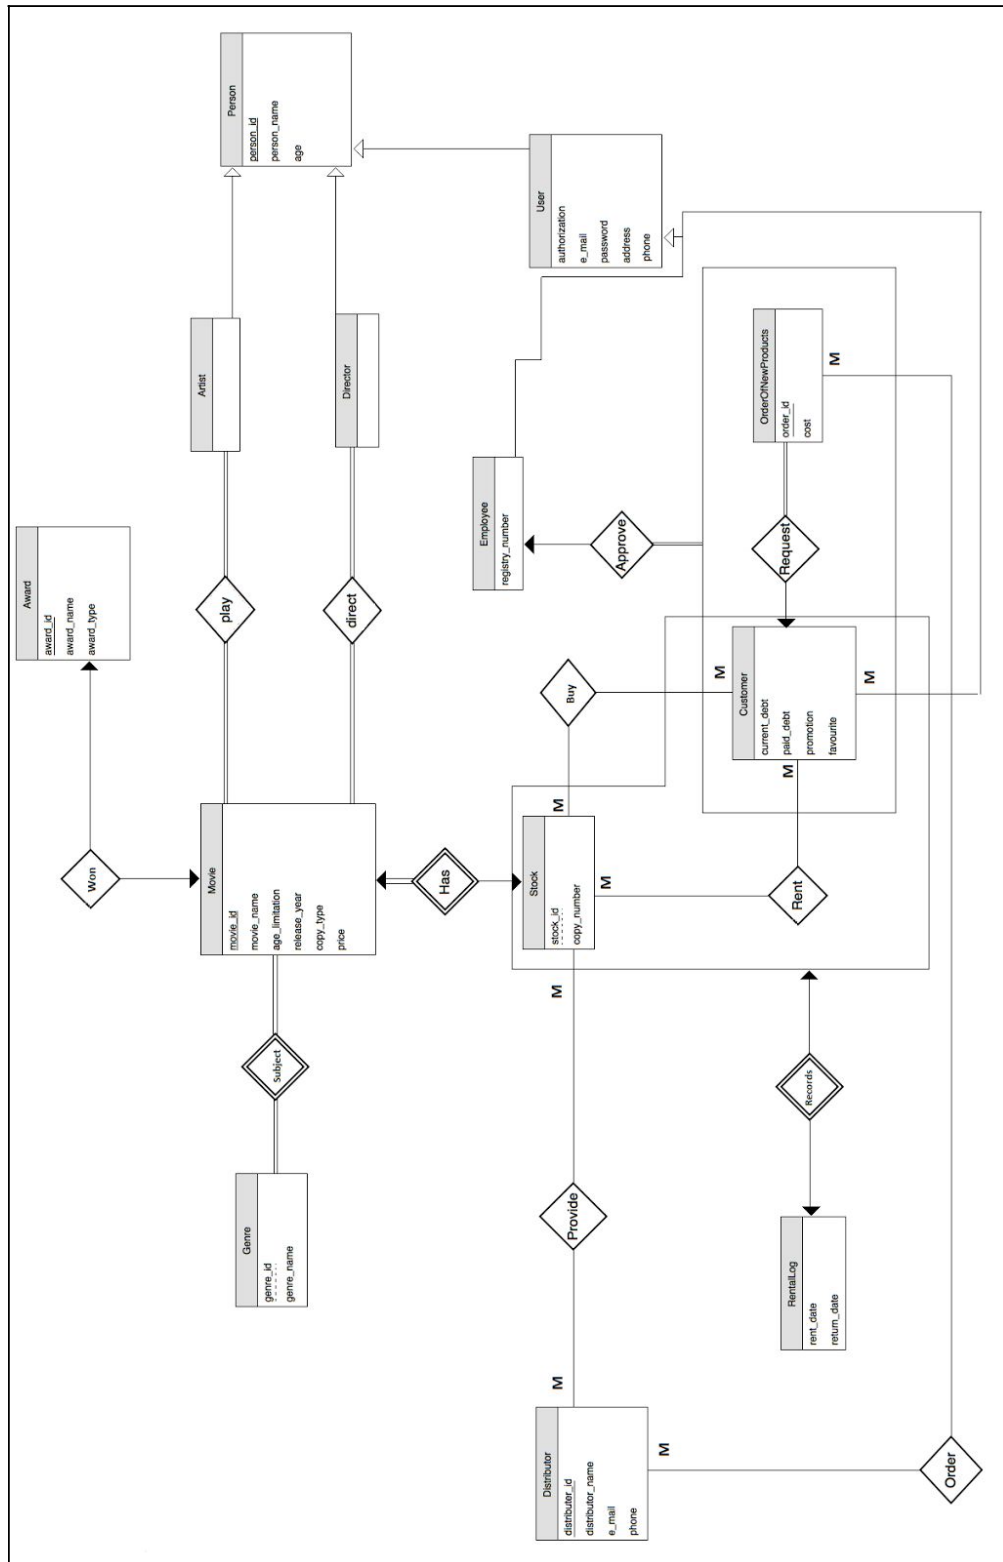 Person
person_id
person_name
age
Artist
Director
User
authorization
e_mail
password
address
phone
Award
award_id
award_name
award_type
play
direct
Employee
registry_number
Approve
OrderOfNewProducts
order_id
cost
M
Request
Won
Movie
movie_id
movie_name
age_limitation
release_year
copy_type
price
Has
Buy
M
M
Customer
current_debt
paid_debt
promotion
favourite
M
M
Stock
stock_id
copy_number
M
M
Rent
Subject
Genre
genre_id
genre_name
Provide
Records
RentalLog
rent_date
return_date
M
Distributor
distributer_id
distributor_name
e_mail
phone
M
Order